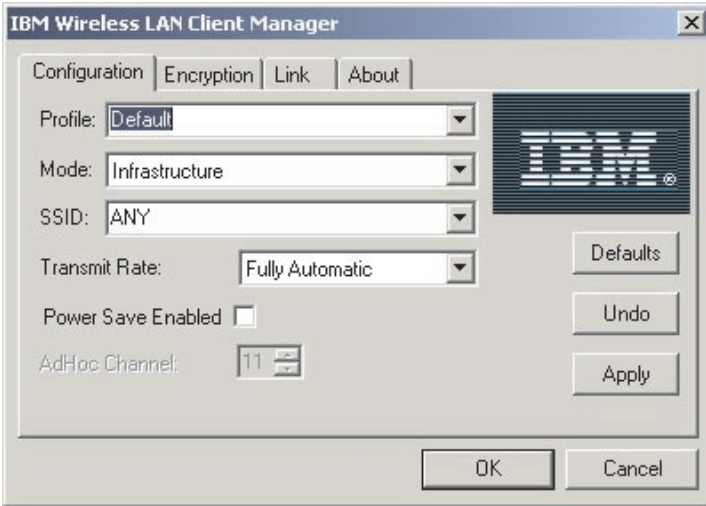 IBM Wireless LAN Client Manager
Configuration Encryption Link About
Profile: Default
IBM®
Mode: Infrastructure
SSID: ANY
Defaults
Transmit Rate: Fully Automatic
Power Save Enabled
Undo
AdHoc Channel: 11
Apply
OK Cancel